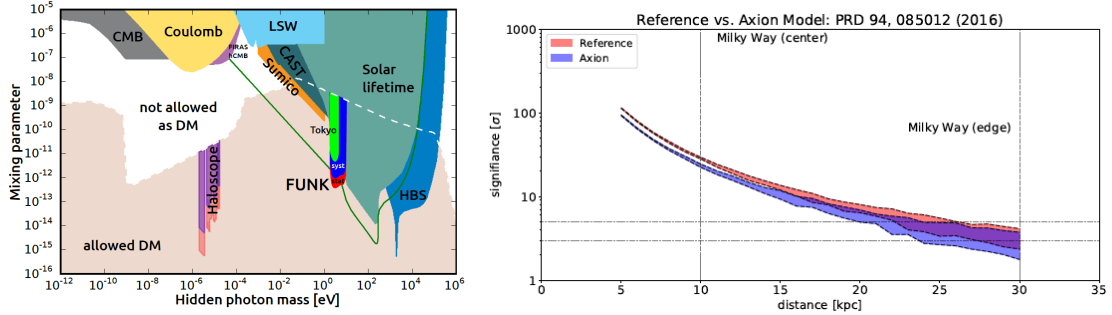 10^-5
10^-6
10^-7
10^-8
10^-9
10^-10
10^-11
10^-12
10^-13
10^-14
10^-15
10^-16
Mixing parameter
CMB
Coulomb
FIRAS
hCMB
LSW
CAST
Sumico
Solar
lifetime
not allowed
as DM
Tokyo
syst
stat
FUNK
HBS
Haloscope
allowed DM
10^-12 10^-10 10^-8 10^-6 10^-4 10^-2 10^0 10^2 10^4 10^6
Hidden photon mass [eV]
Reference vs. Axion Model: PRD 94, 085012 (2016)
Reference
Axion
Milky Way (center)
Milky Way (edge)
1000
100
10
1
signifiance [σ]
0 5 10 15 20 25 30 35
distance [kpc]